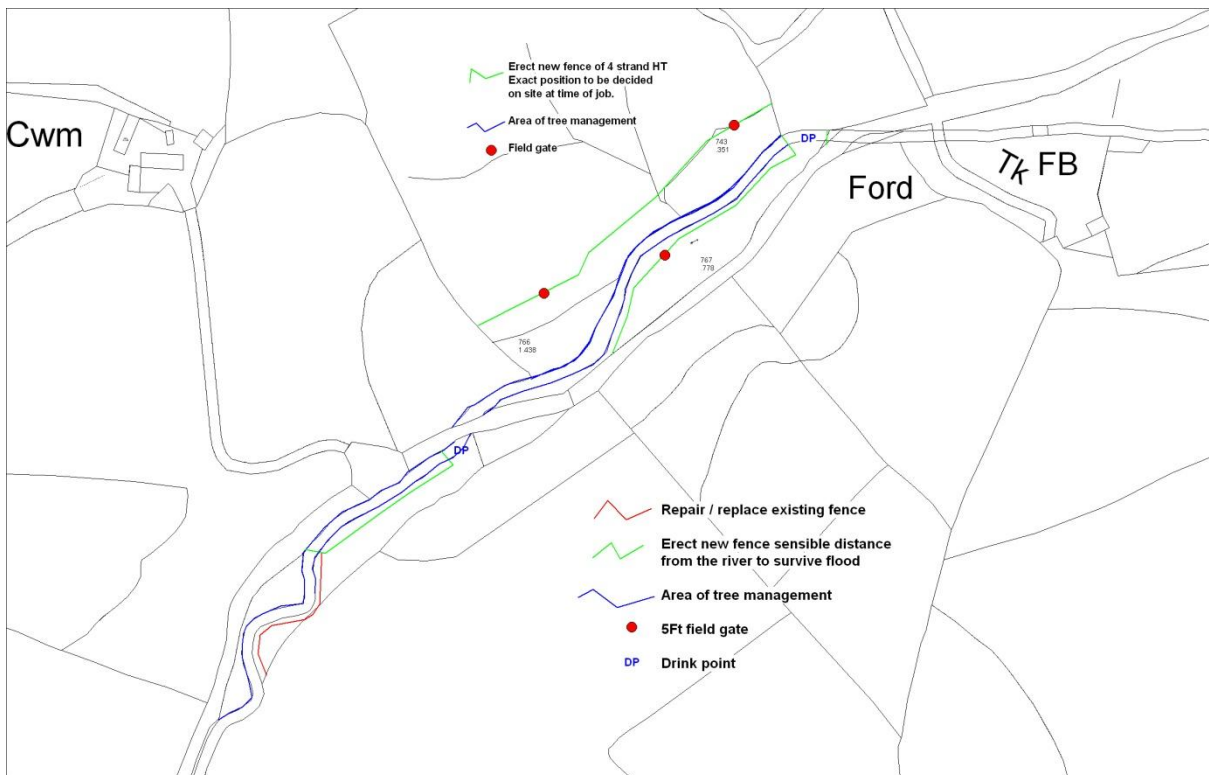 Erect new fence of 4 strand HT
Exact position to be decided
on site at time of job.
Area of tree management
Field gate
Cwm
743
351
DP
Ford
Tk FB
767
778
766
1 438
DP
Repair / replace existing fence
Erect new fence sensible distance
from the river to survive flood
Area of tree management
5Ft field gate
DP
Drink point